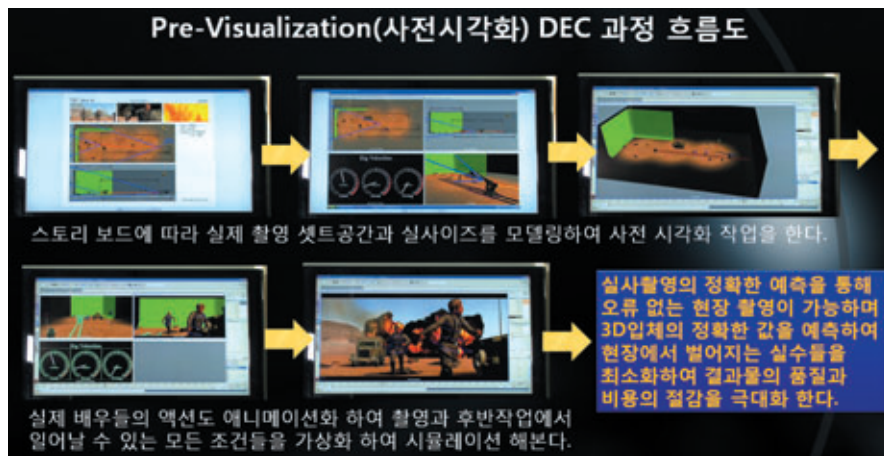 Pre-Visualization(사전시각화) DEC 과정 흐름도
스토리 보드에 따라 실제 촬영 셋트공간과 실사이즈를 모델링하여 사전 시각화 작업을 한다.
실제 배우들의 액션도 애니메이션화 하여 촬영과 후반작업에서
일어날 수 있는 모든 조건들을 가상화 하여 시뮬레이션 해본다.
실사촬영의 정확한 예측을 통해
오류 없는 현장 촬영이 가능하며
3D입체의 정확한 값을 예측하여
현장에서 벌어지는 실수들을
최소화하여 결과물의 품질과
비용의 절감을 극대화 한다.